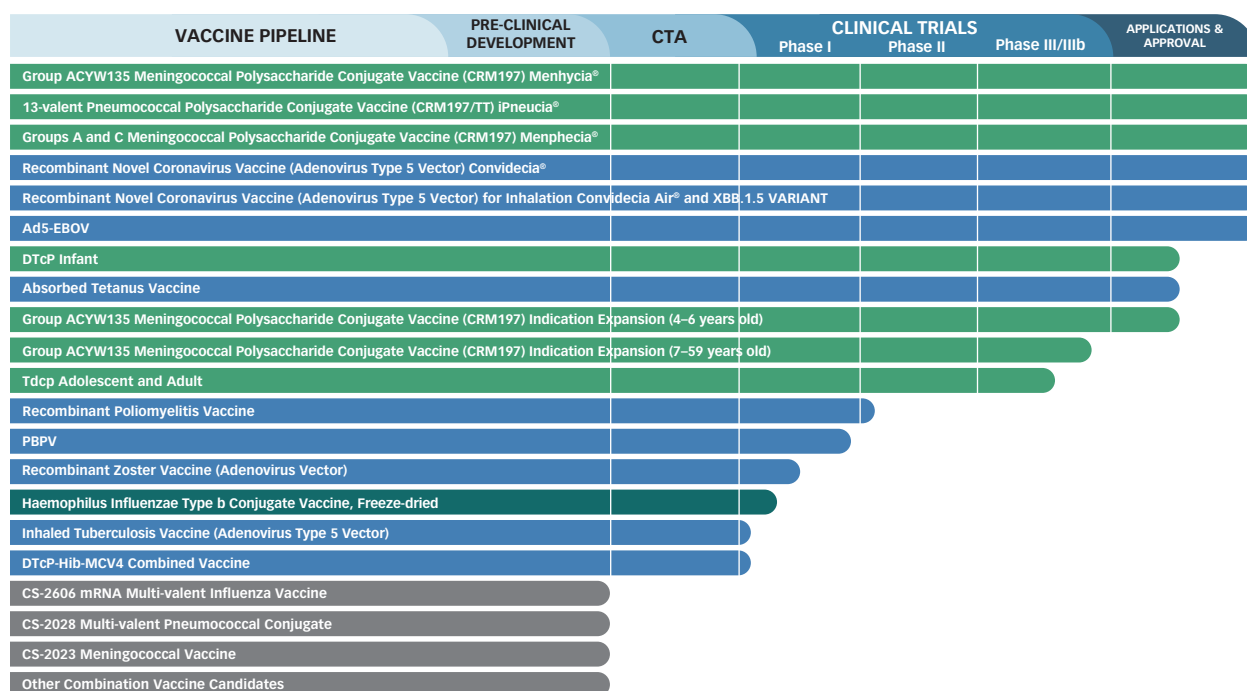 VACCINE PIPELINE
PRE-CLINICAL
DEVELOPMENT
CTA
CLINICAL TRIALS
Phase I
Phase II
Phase III/IIIb
APPLICATIONS &
APPROVAL
Group ACYW135 Meningococcal Polysaccharide Conjugate Vaccine (CRM197) Menhycia®
13-valent Pneumococcal Polysaccharide Conjugate Vaccine (CRM197/TT) iPneucia®
Groups A and C Meningococcal Polysaccharide Conjugate Vaccine (CRM197) Menphecia®
Recombinant Novel Coronavirus Vaccine (Adenovirus Type 5 Vector) Convidecia®
Recombinant Novel Coronavirus Vaccine (Adenovirus Type 5 Vector) for Inhalation Convidecia Air® and XBB.1.5 VARIANT
Ad5-EBOV
DTcP Infant
Absorbed Tetanus Vaccine
Group ACYW135 Meningococcal Polysaccharide Conjugate Vaccine (CRM197) Indication Expansion (4–6 years old)
Group ACYW135 Meningococcal Polysaccharide Conjugate Vaccine (CRM197) Indication Expansion (7–59 years old)
Tdcp Adolescent and Adult
Recombinant Poliomyelitis Vaccine
PBPV
Recombinant Zoster Vaccine (Adenovirus Vector)
Haemophilus Influenzae Type b Conjugate Vaccine, Freeze-dried
Inhaled Tuberculosis Vaccine (Adenovirus Type 5 Vector)
DTcP-Hib-MCV4 Combined Vaccine
CS-2606 mRNA Multi-valent Influenza Vaccine
CS-2028 Multi-valent Pneumococcal Conjugate
CS-2023 Meningococcal Vaccine
Other Combination Vaccine Candidates